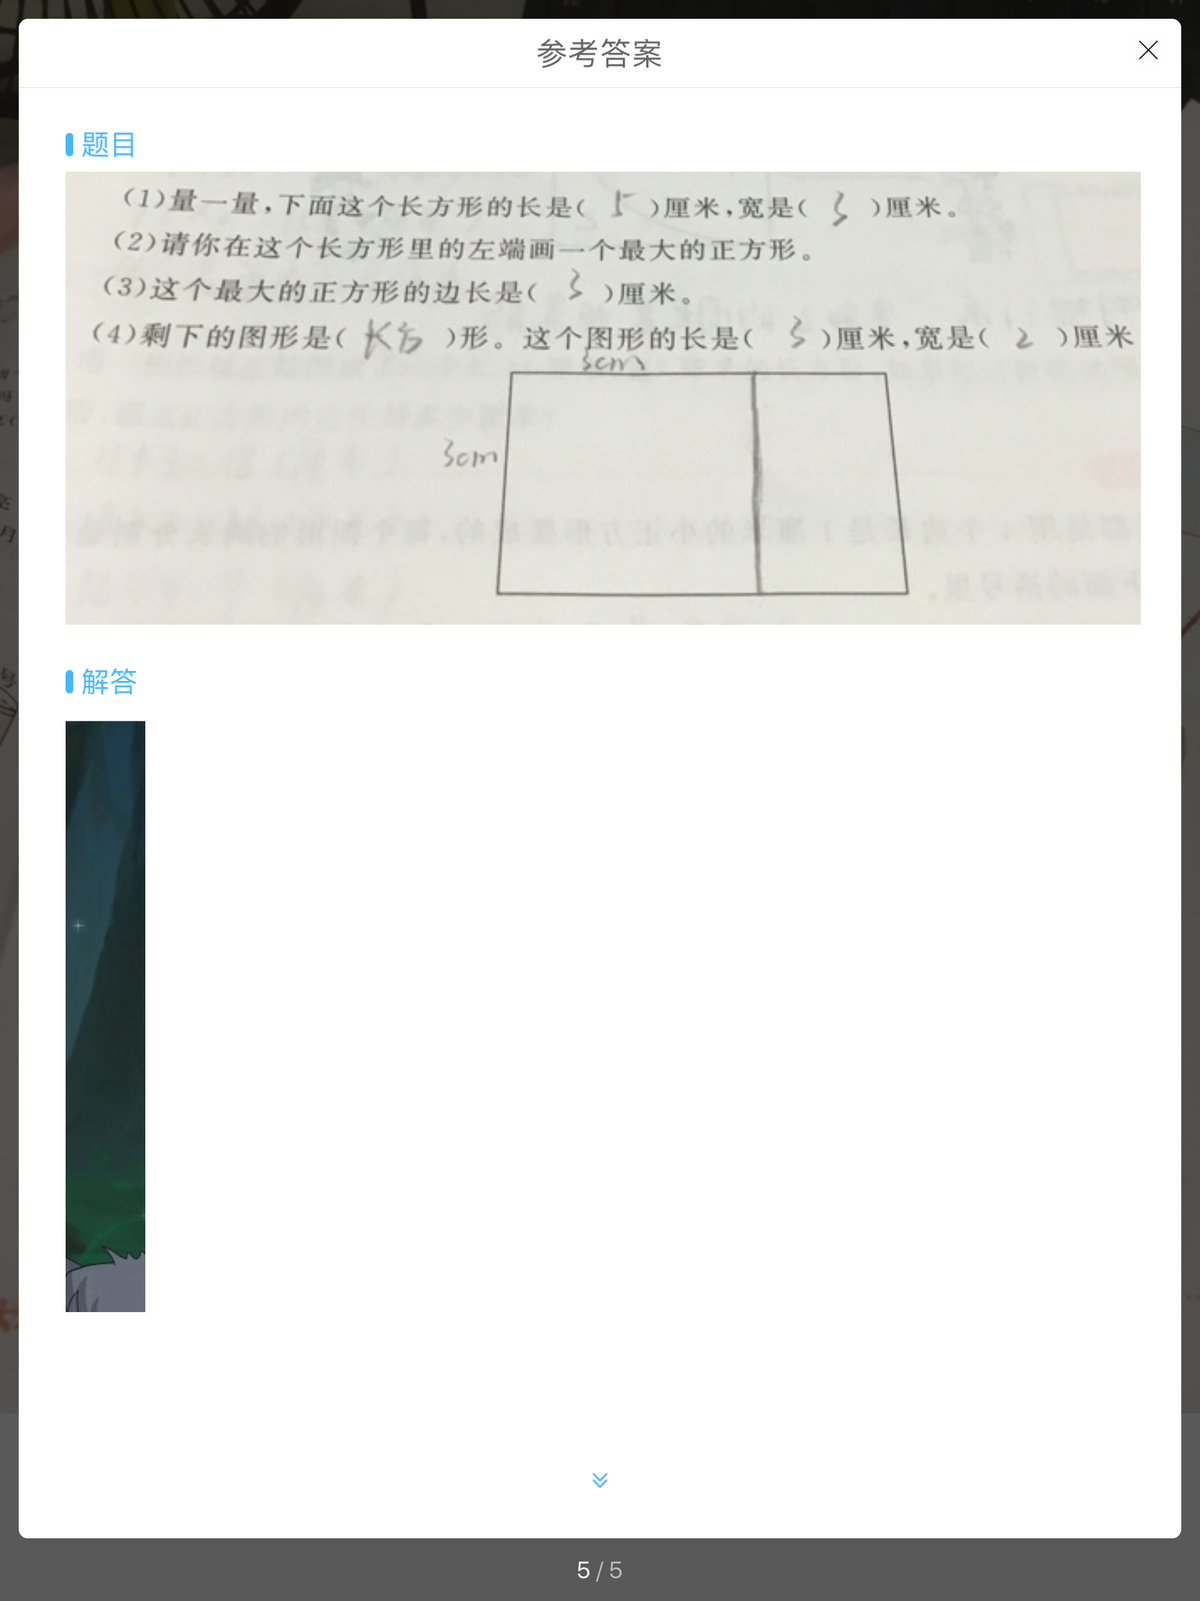 参考答案
题目
(1)量一量,下面这个长方形的长是( 5 )厘米,宽是( 3 )厘米。
(2)请你在这个长方形里的左端画一个最大的正方形。
(3)这个最大的正方形的边长是( 3 )厘米。
(4)剩下的图形是( 长方 )形。这个图形的长是( 3 )厘米,宽是( 2 )厘米
3cm
3cm
解答
5/5